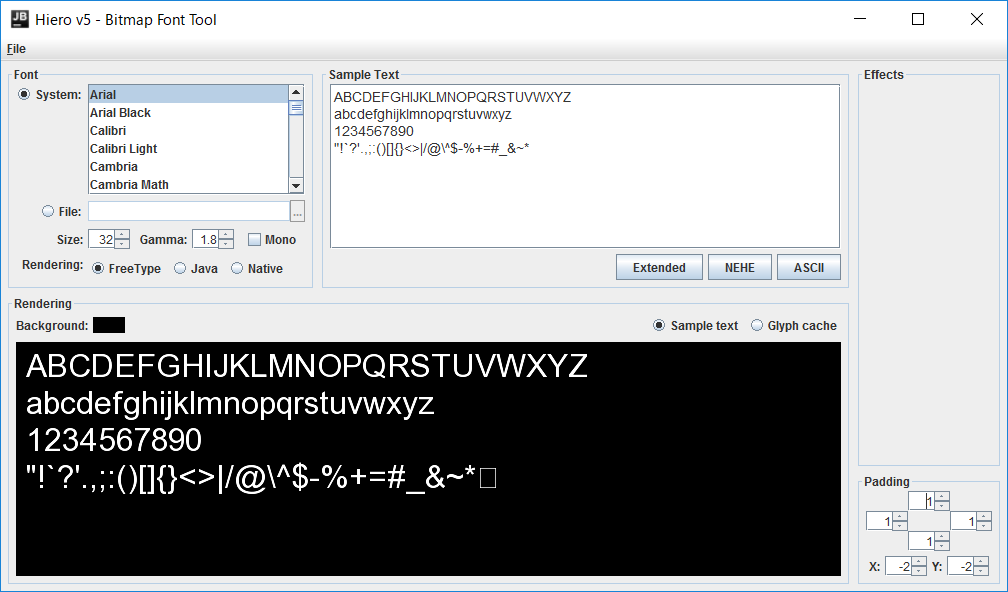 JB Hiero v5 - Bitmap Font Tool
File
Font
System:
Arial
Arial Black
Calibri
Calibri Light
Cambria
Cambria Math
File: ...
Size: 32 Gamma: 1.8 Mono
Rendering: FreeType Java Native
Sample Text
ABCDEFGHIJKLMNOPQRSTUVWXYZ
abcdefghijklmnopqrstuvwxyz
1234567890
"!`?'.,;:()[]{}<>|/@\^$-%+=#_&~*
Extended NEHE ASCII
Rendering
Background: Sample text Glyph cache
ABCDEFGHIJKLMNOPQRSTUVWXYZ
abcdefghijklmnopqrstuvwxyz
1234567890
"!`?'.,;:()[]{}<>|/@\^$-%+=#_&~*□
Effects
Padding
1
1 1
1
X: -2 Y: -2